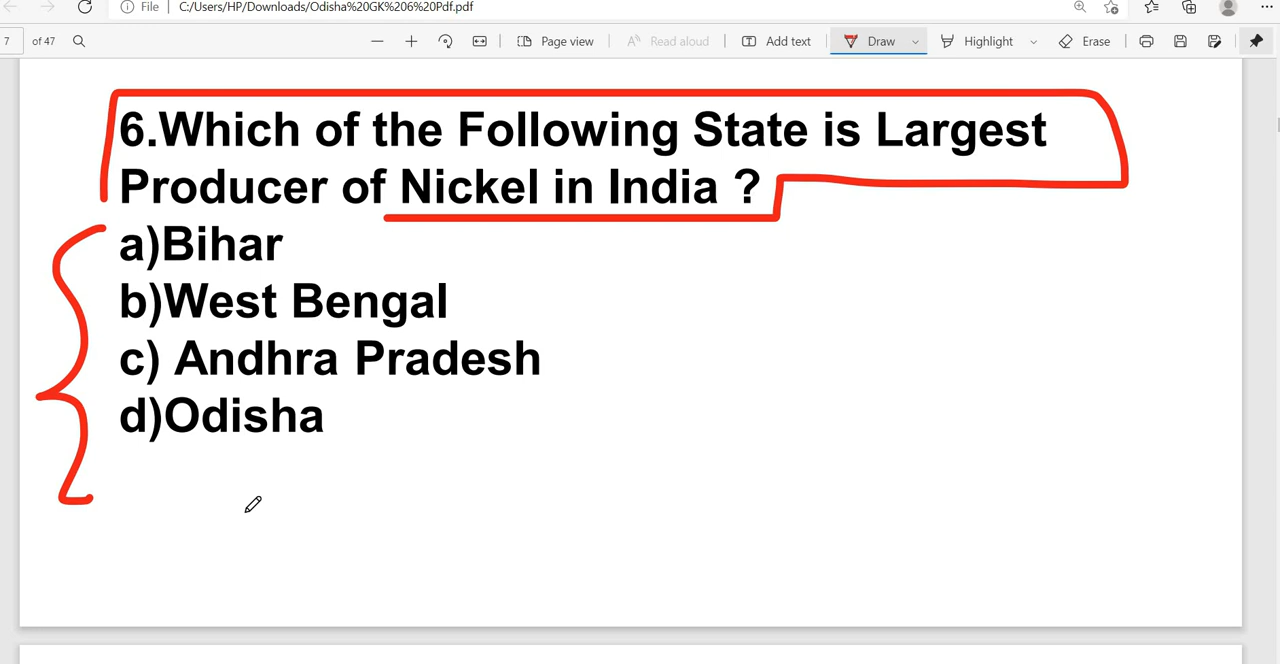 File | C:/Users/HP/Downloads/Odisha%20GK%206%20Pdf.pdf
7 of 47 Page view Read aloud Add text Draw Highlight Erase
6.Which of the Following State is Largest
Producer of Nickel in India ?
a)Bihar
b)West Bengal
c) Andhra Pradesh
d)Odisha